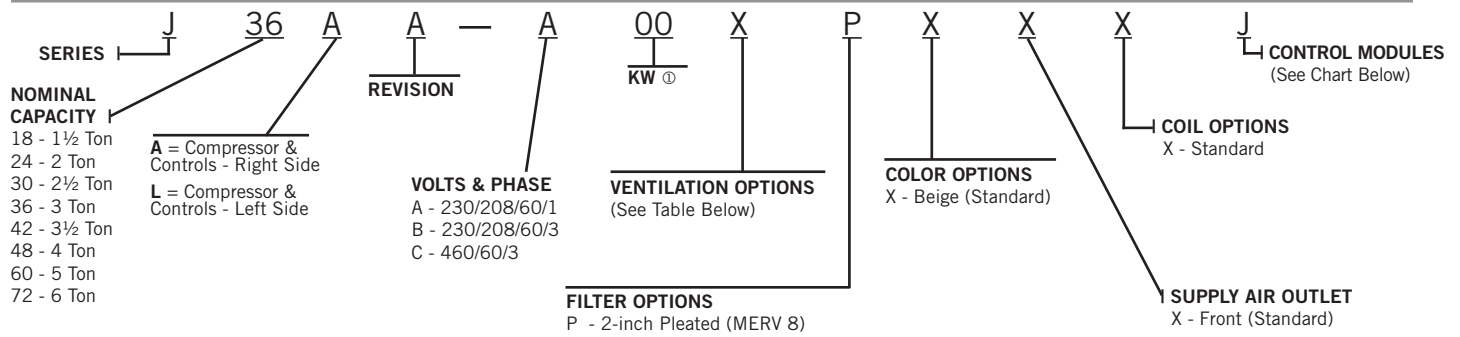 J 36 A A — A 00 X P X X X J
SERIES
KW ①
CONTROL MODULES
(See Chart Below)
REVISION
NOMINAL
CAPACITY
18 - 1½ Ton
24 - 2 Ton
30 - 2½ Ton
36 - 3 Ton
42 - 3½ Ton
48 - 4 Ton
60 - 5 Ton
72 - 6 Ton
A = Compressor &
Controls - Right Side
L = Compressor &
Controls - Left Side
VOLTS & PHASE
A - 230/208/60/1
B - 230/208/60/3
C - 460/60/3
VENTILATION OPTIONS
(See Table Below)
COLOR OPTIONS
X - Beige (Standard)
COIL OPTIONS
X - Standard
FILTER OPTIONS
P - 2-inch Pleated (MERV 8)
SUPPLY AIR OUTLET
X - Front (Standard)